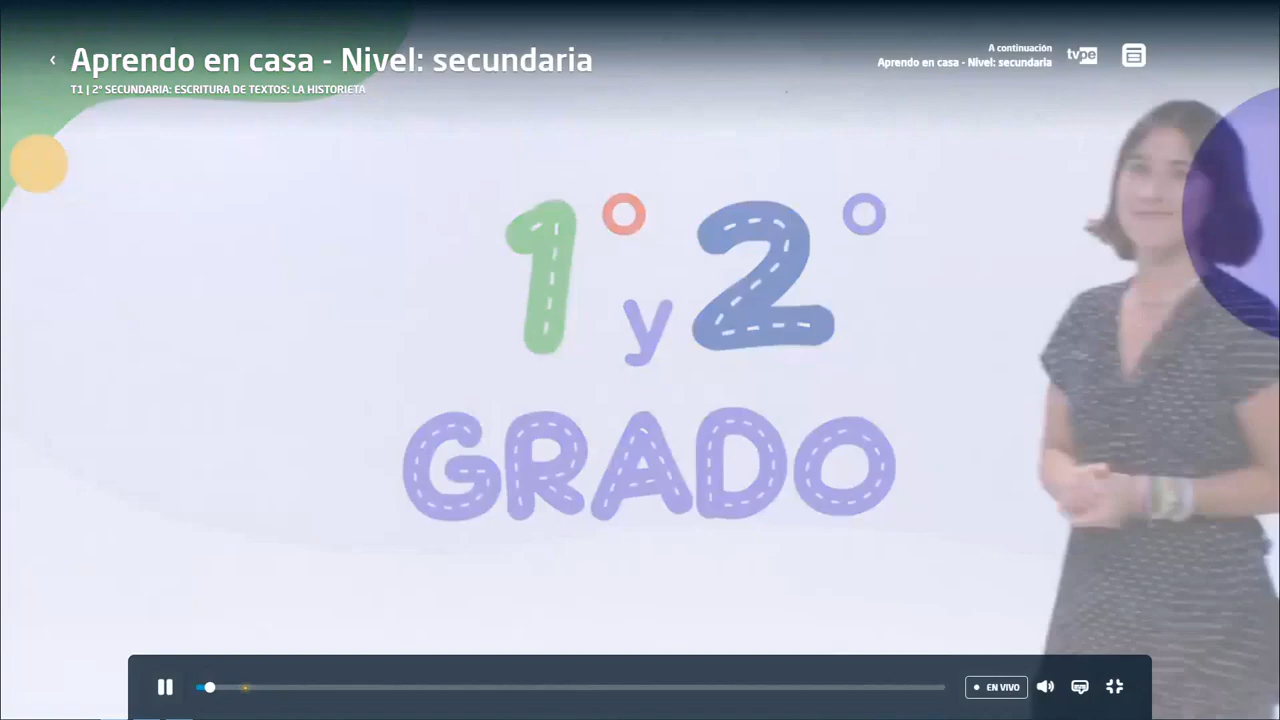 Aprendo en casa - Nivel: secundaria
T1 | 2° SECUNDARIA: ESCRITURA DE TEXTOS: LA HISTORIETA
A continuación
Aprendo en casa - Nivel: secundaria
tvpe
1° y 2°
GRADO
EN VIVO